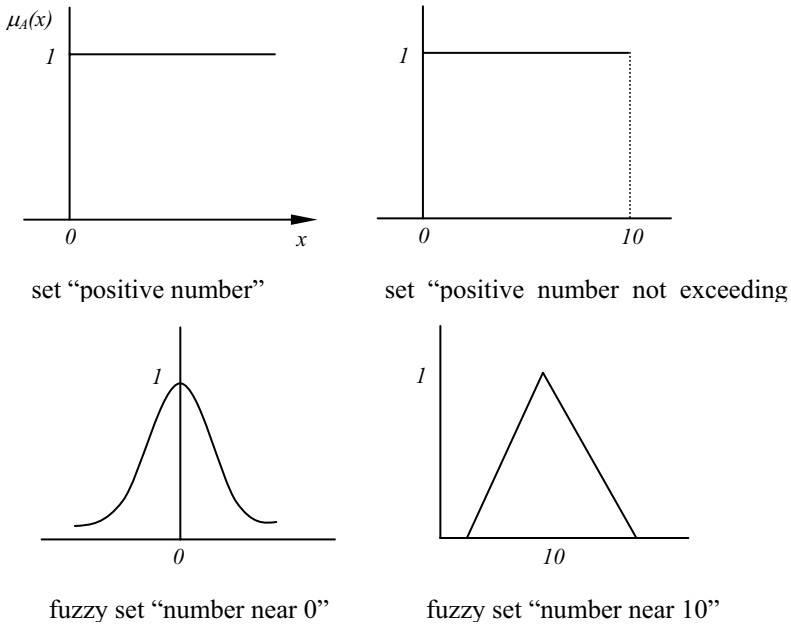 μA(x)
1
0
x
set “positive number”
1
0
10
set “positive number not exceeding
1
0
fuzzy set “number near 0”
1
10
fuzzy set “number near 10”